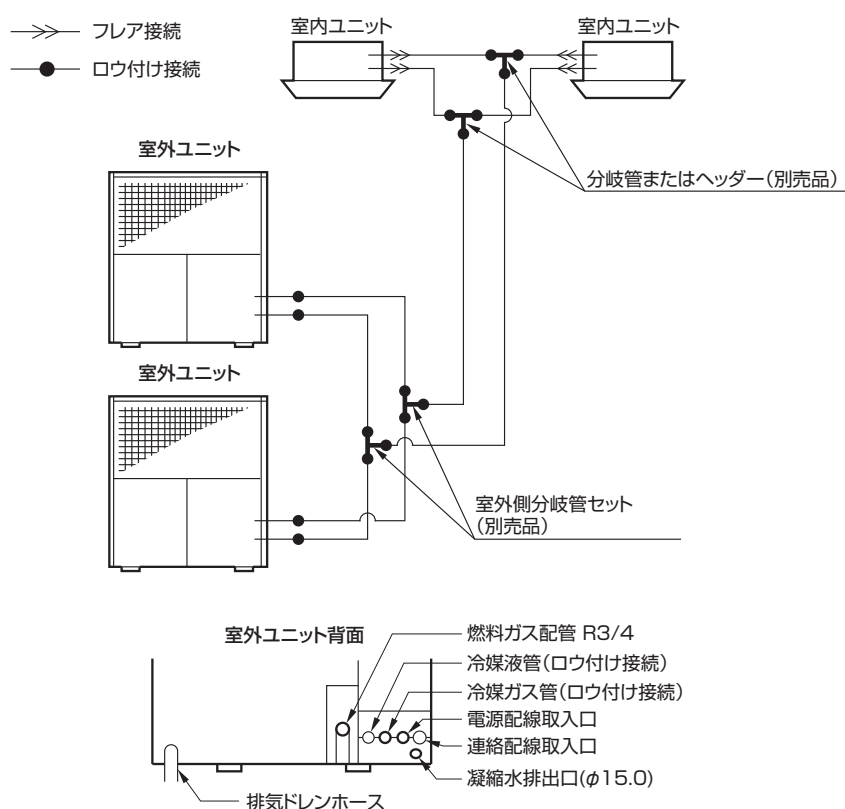 フレア接続
ロウ付け接続
室内ユニット
室内ユニット
分岐管またはヘッダー(別売品)
室外ユニット
室外ユニット
室外側分岐管セット
(別売品)
室外ユニット背面
燃料ガス配管 R3/4
冷媒液管(ロウ付け接続)
冷媒ガス管(ロウ付け接続)
電源配線取入口
連絡配線取入口
凝縮水排出口(φ15.0)
排気ドレンホース